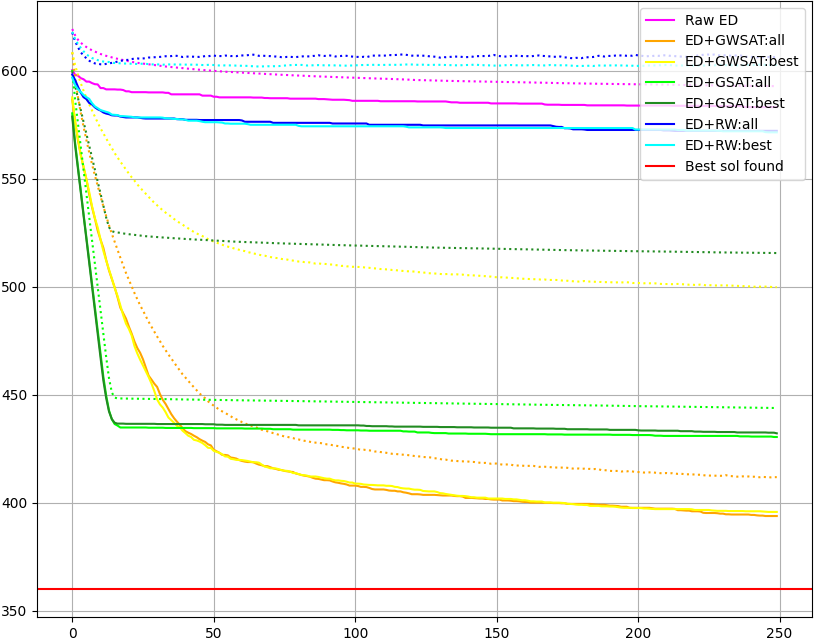 Raw ED
ED+GWSAT:all
ED+GWSAT:best
ED+GSAT:all
ED+GSAT:best
ED+RW:all
ED+RW:best
Best sol found
600
550
500
450
400
350
0 50 100 150 200 250